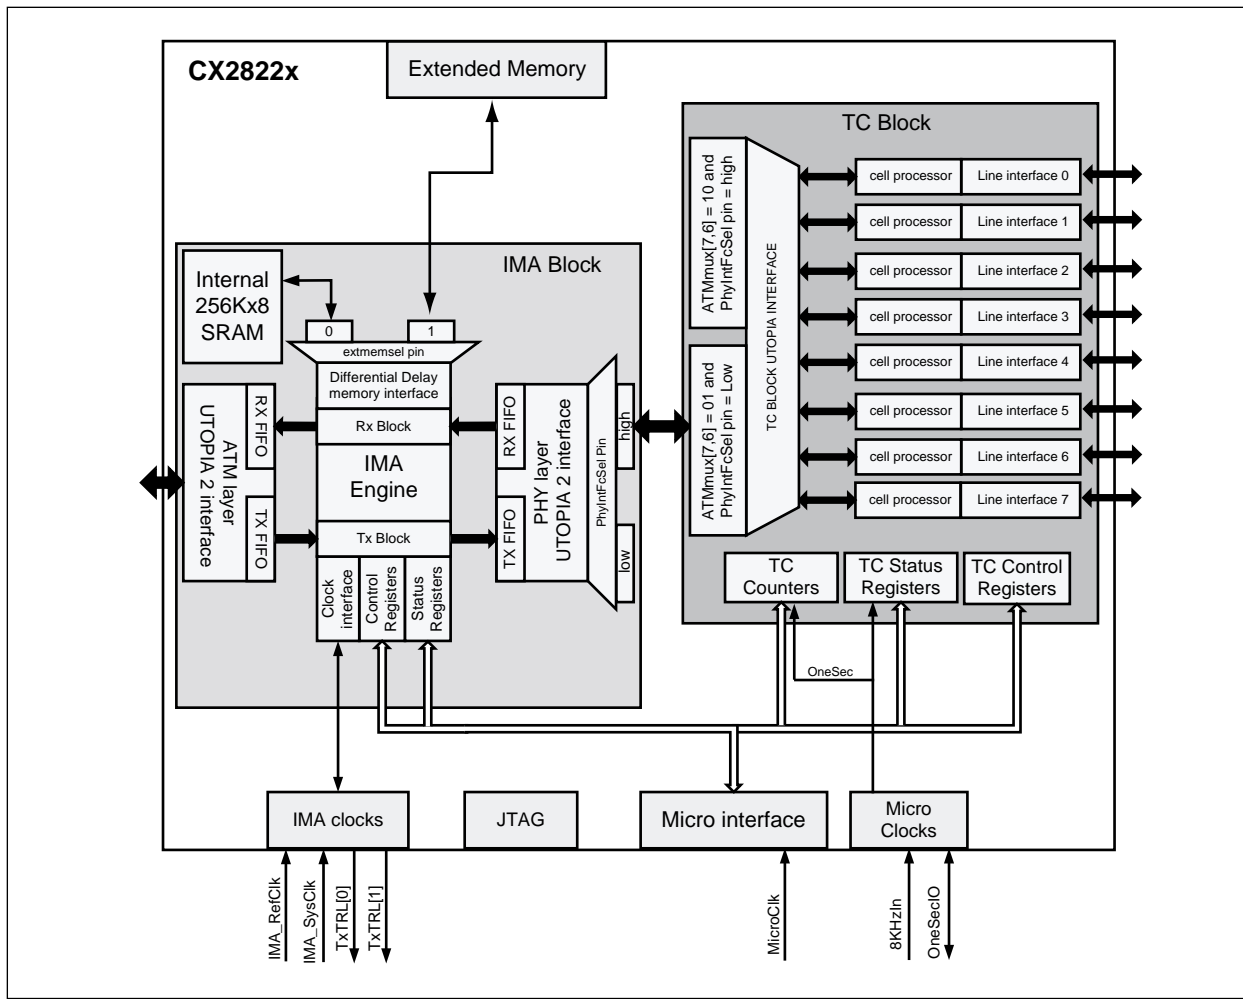 CX2822x
Extended Memory
TC Block
ATMmux[7,6] = 10 and
PhyIntFcSel pin = high
ATMmux[7,6] = 01 and
PhyIntFcSel pin = Low
TC BLOCK UTOPIA INTERFACE
cell processor Line interface 0
cell processor Line interface 1
cell processor Line interface 2
cell processor Line interface 3
cell processor Line interface 4
cell processor Line interface 5
cell processor Line interface 6
cell processor Line interface 7
TC
Counters
TC Status
Registers
TC Control
Registers
OneSec
IMA Block
Internal
256Kx8
SRAM
0
1
extmemsel pin
Differential Delay
memory interface
Rx Block
IMA
Engine
Tx Block
Clock
interface
Control
Registers
Status
Registers
ATM layer
UTOPIA 2 interface
RX FIFO
TX FIFO
RX FIFO
TX FIFO
PHY layer
UTOPIA 2 interface
PhyIntFcSel Pin
high
low
IMA clocks
JTAG
Micro interface
Micro
Clocks
IMA_RefClk
IMA_SysClk
TxTRL[0]
TxTRL[1]
MicroClk
8KHzIn
OneSecIO